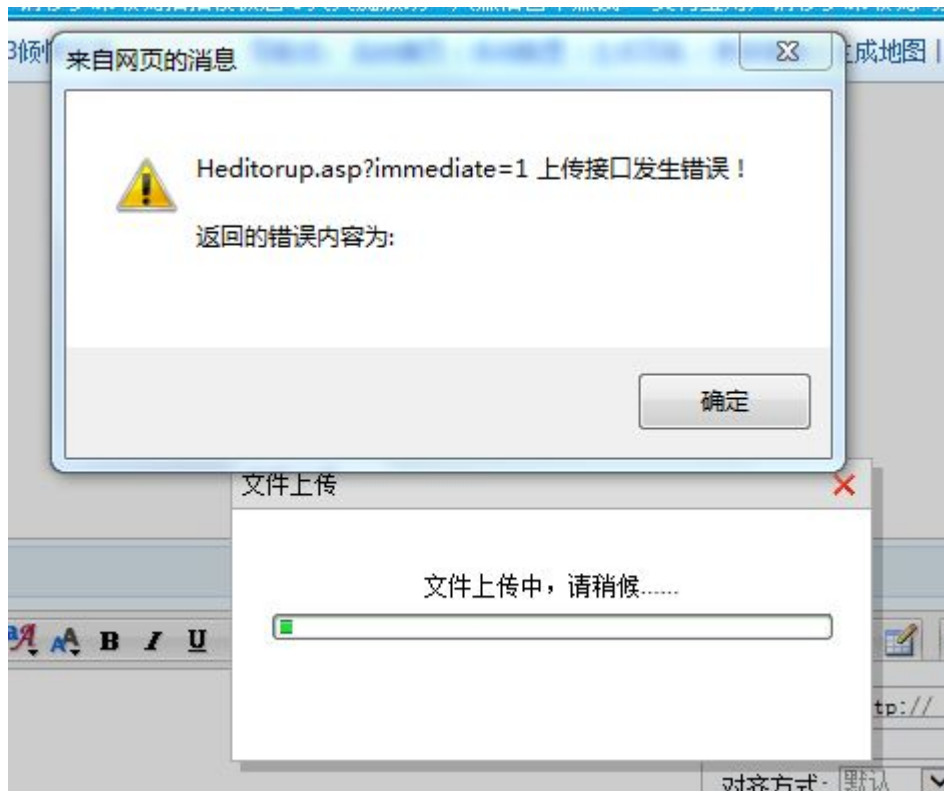 来自网页的消息
生成地图 |
Heditorup.asp?immediate=1 上传接口发生错误！
返回的错误内容为:
确定
文件上传
文件上传中，请稍候......
B I U
tp://
对齐方式: 默认